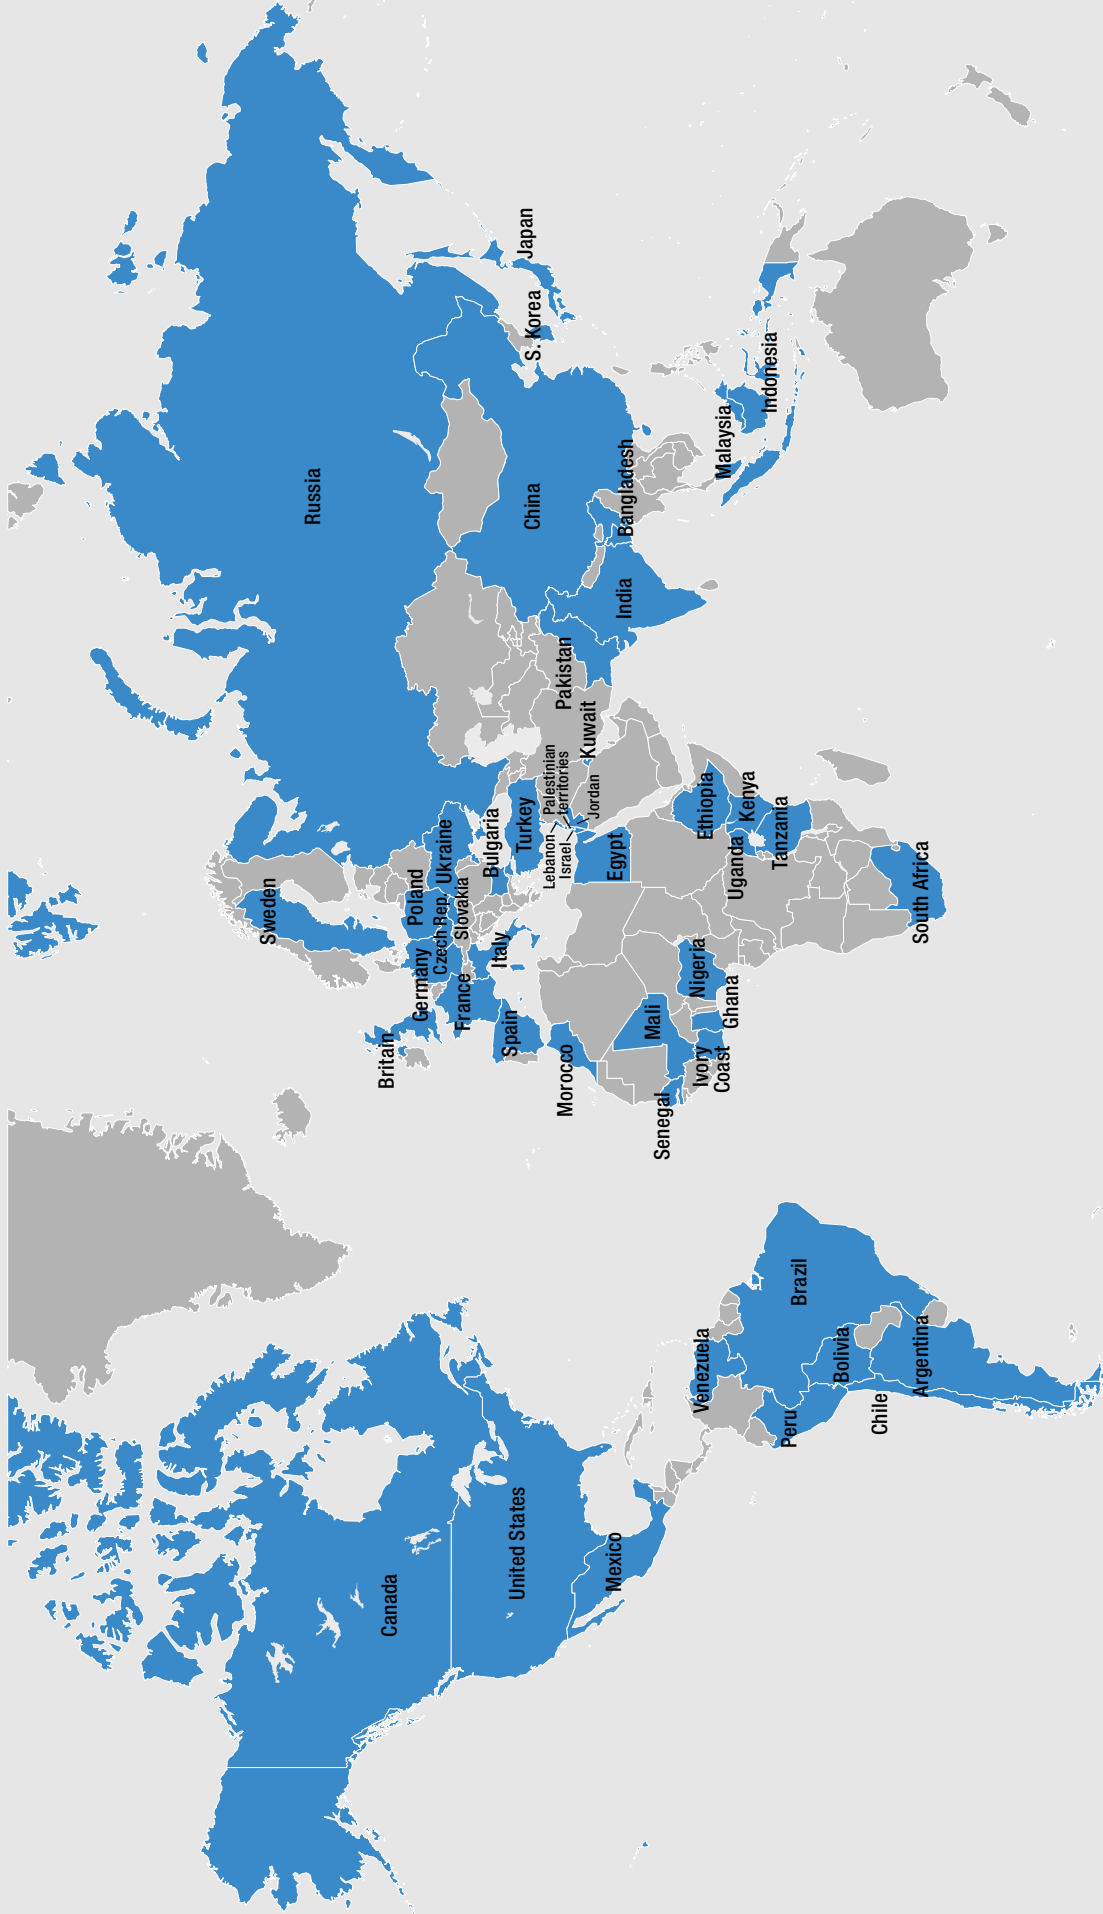 Canada
United States
Mexico
Venezuela
Peru
Brazil
Bolivia
Chile
Argentina
Britain
Sweden
Germany
Poland
Czech Rep.
Slovakia
Ukraine
France
Spain
Italy
Bulgaria
Turkey
Russia
Morocco
Senegal
Mali
Ivory
Coast
Ghana
Nigeria
Egypt
Lebanon
Israel
Palestinian
territories
Jordan
Kuwait
Ethiopia
Uganda
Kenya
Tanzania
South Africa
Pakistan
India
Bangladesh
China
S. Korea
Japan
Malaysia
Indonesia